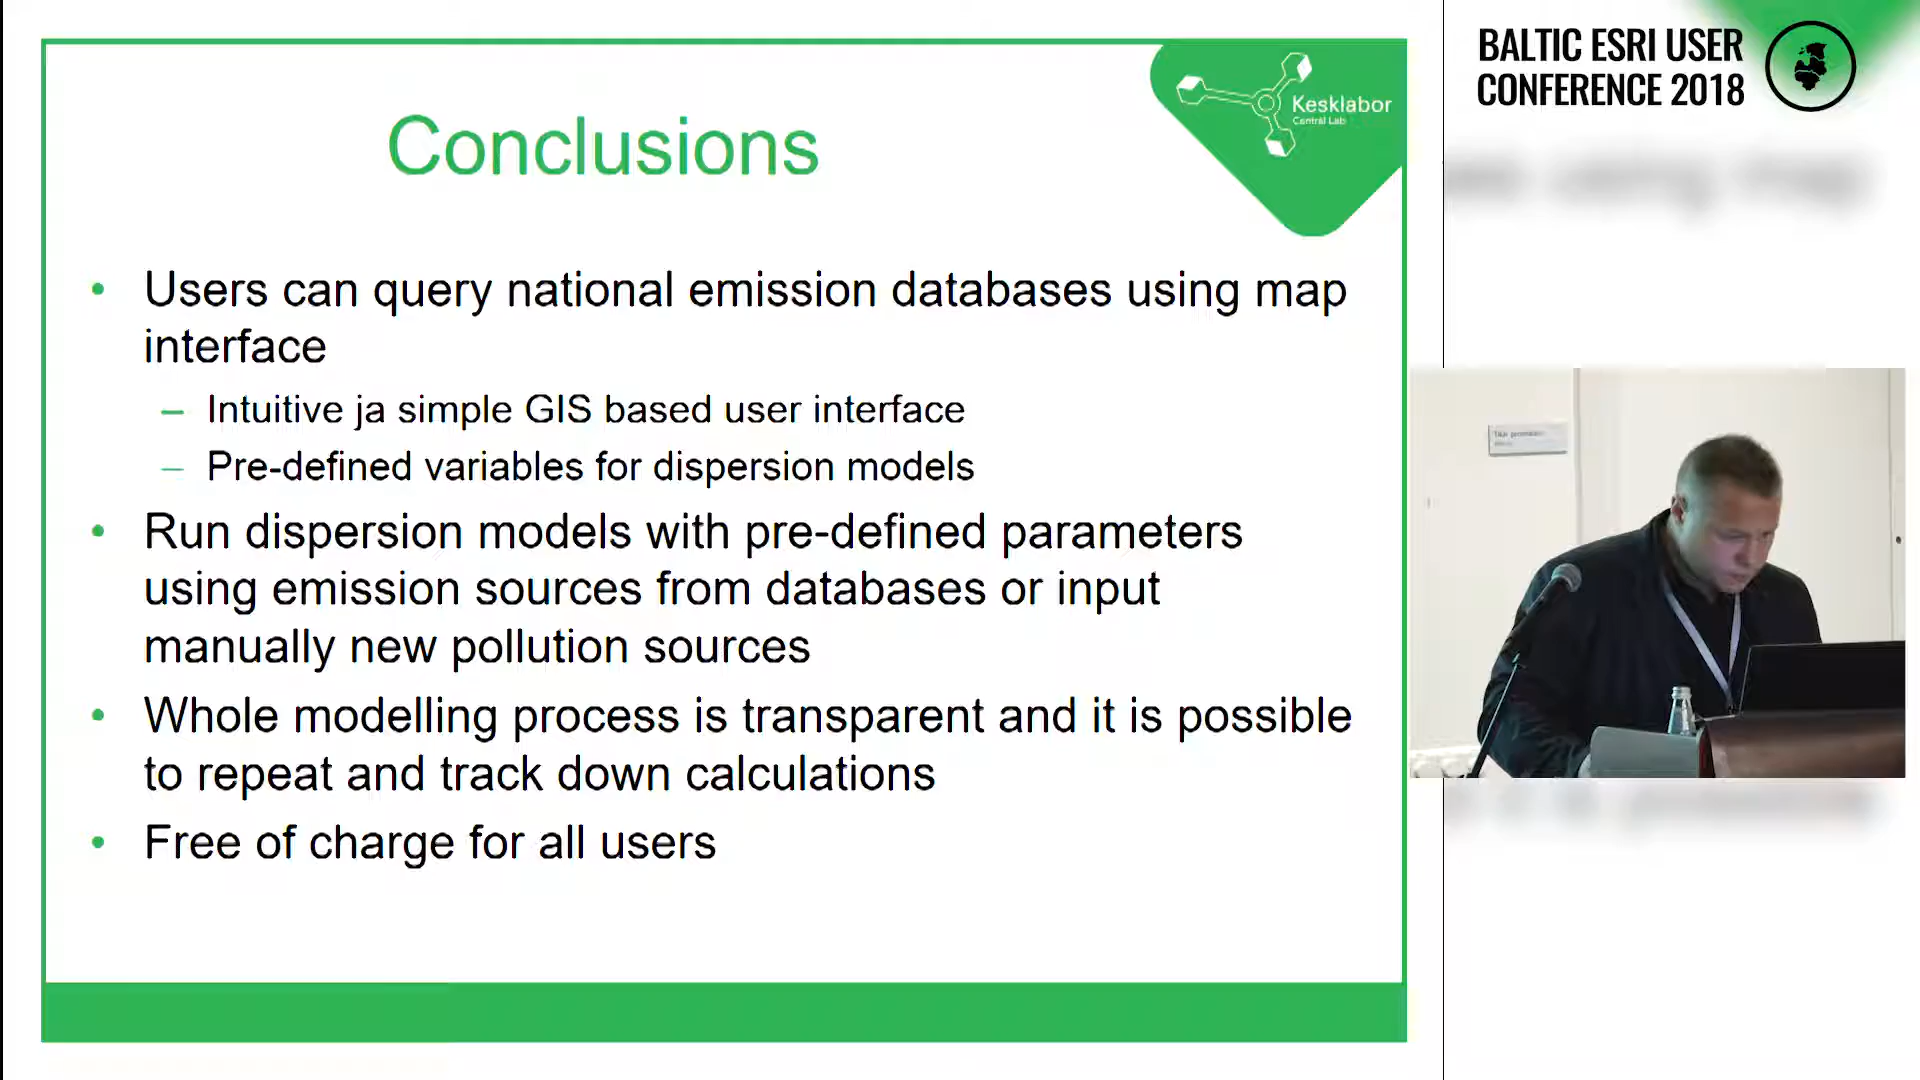 BALTIC ESRI USER
CONFERENCE 2018
Kesklabor
Central Lab
Conclusions
• Users can query national emission databases using map
interface
– Intuitive ja simple GIS based user interface
– Pre-defined variables for dispersion models
• Run dispersion models with pre-defined parameters
using emission sources from databases or input
manually new pollution sources
• Whole modelling process is transparent and it is possible
to repeat and track down calculations
• Free of charge for all users
using map